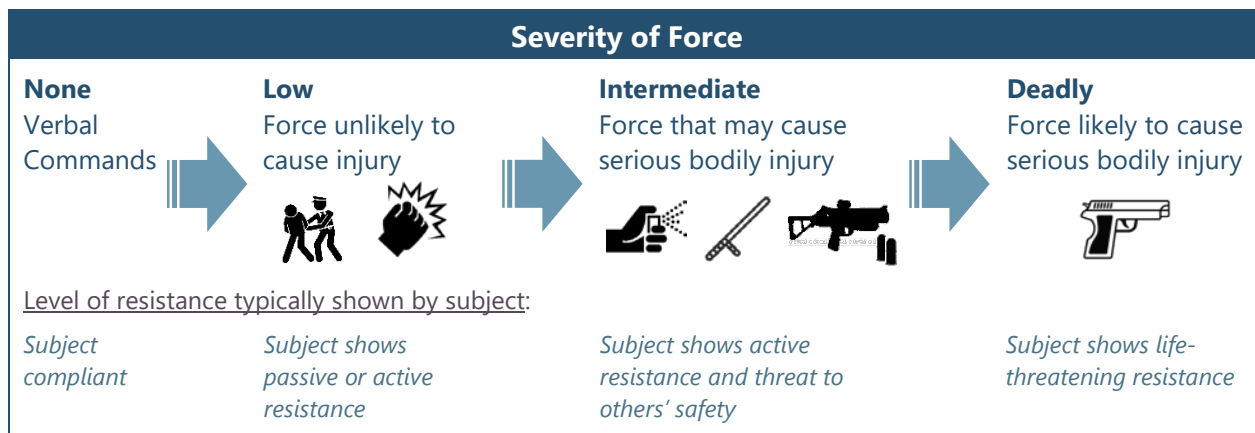 Severity of Force
None
Verbal
Commands
Low
Force unlikely to
cause injury
Intermediate
Force that may cause
serious bodily injury
Deadly
Force likely to cause
serious bodily injury
Level of resistance typically shown by subject:
Subject
compliant
Subject shows
passive or active
resistance
Subject shows active
resistance and threat to
others’ safety
Subject shows life-
threatening resistance